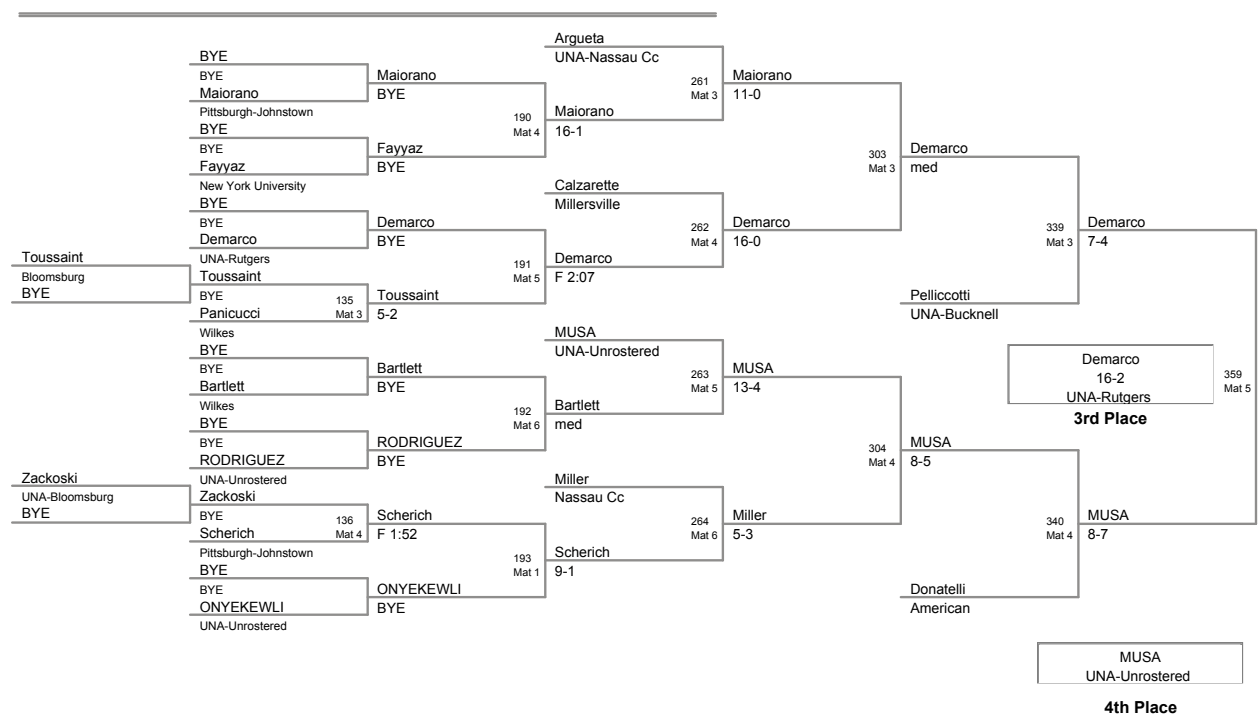 Toussaint
Bloomsburg
BYE
Zackoski
UNA-Bloomsburg
BYE
BYE
BYE
Maiorano
Pittsburgh-Johnstown
BYE
BYE
Fayyaz
New York University
BYE
BYE
Demarco
UNA-Rutgers
Toussaint
BYE
Panicucci
Wilkes
BYE
BYE
Bartlett
Wilkes
BYE
BYE
RODRIGUEZ
UNA-Unrostered
Zackoski
BYE
Scherich
Pittsburgh-Johnstown
BYE
BYE
ONYEKEWLI
UNA-Unrostered
135
Mat 3
136
Mat 4
Maiorano
BYE
Fayyaz
BYE
Demarco
BYE
Toussaint
5-2
Bartlett
BYE
RODRIGUEZ
BYE
Scherich
F 1:52
ONYEKEWLI
BYE
190
Mat 4
191
Mat 5
192
Mat 6
193
Mat 1
Argueta
UNA-Nassau Cc
Maiorano
16-1
Calzarette
Millersville
Demarco
F 2:07
MUSA
UNA-Unrostered
Bartlett
med
Miller
Nassau Cc
Scherich
9-1
261
Mat 3
262
Mat 4
263
Mat 5
264
Mat 6
Maiorano
11-0
Demarco
16-0
MUSA
13-4
Miller
5-3
303
Mat 3
304
Mat 4
Demarco
med
Pelliccotti
UNA-Bucknell
MUSA
8-5
Donatelli
American
339
Mat 3
340
Mat 4
Demarco
7-4
MUSA
8-7
359
Mat 5
Demarco
16-2
UNA-Rutgers
3rd Place
MUSA
UNA-Unrostered
4th Place